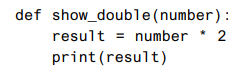 def show_double(number):
    result = number * 2
    print(result)